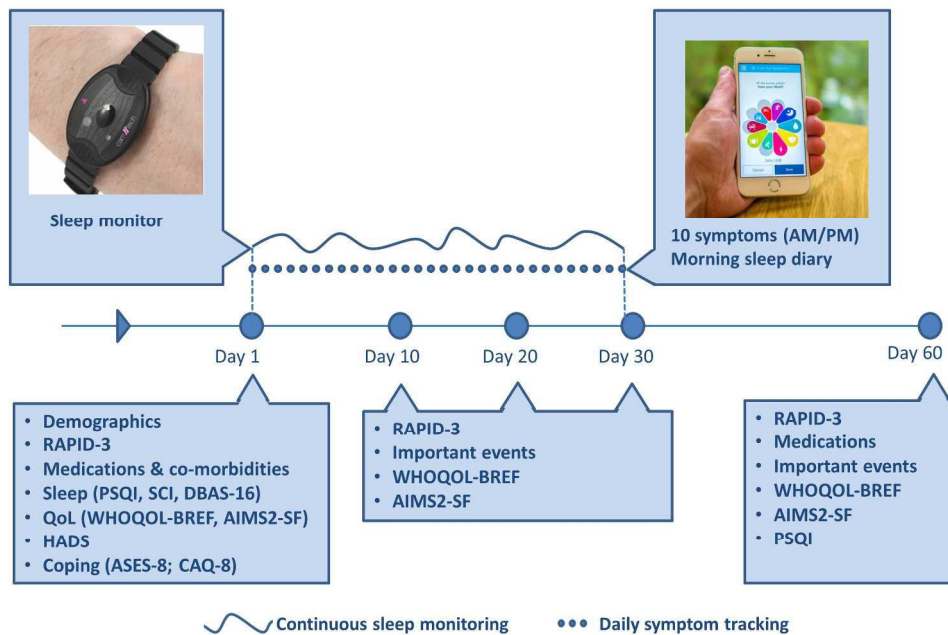 camntech
Sleep monitor
10 symptoms (AM/PM)
Morning sleep diary
Cancel
Save
Day 1
Day 10
Day 20
Day 30
Day 60
• Demographics
• RAPID-3
• Medications & co-morbidities
• Sleep (PSQI, SCI, DBAS-16)
• QoL (WHOQOL-BREF, AIMS2-SF)
• HADS
• Coping (ASES-8; CAQ-8)
• RAPID-3
• Important events
• WHOQOL-BREF
• AIMS2-SF
• RAPID-3
• Medications
• Important events
• WHOQOL-BREF
• AIMS2-SF
• PSQI
Continuous sleep monitoring
Daily symptom tracking